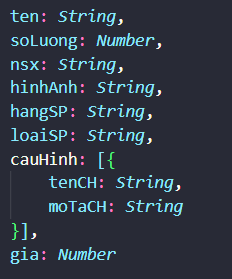 ten: String,
soLuong: Number,
nsx: String,
hinhAnh: String,
hangSP: String,
loaiSP: String,
cauHinh: [{
    tenCH: String,
    moTaCH: String
}],
gia: Number